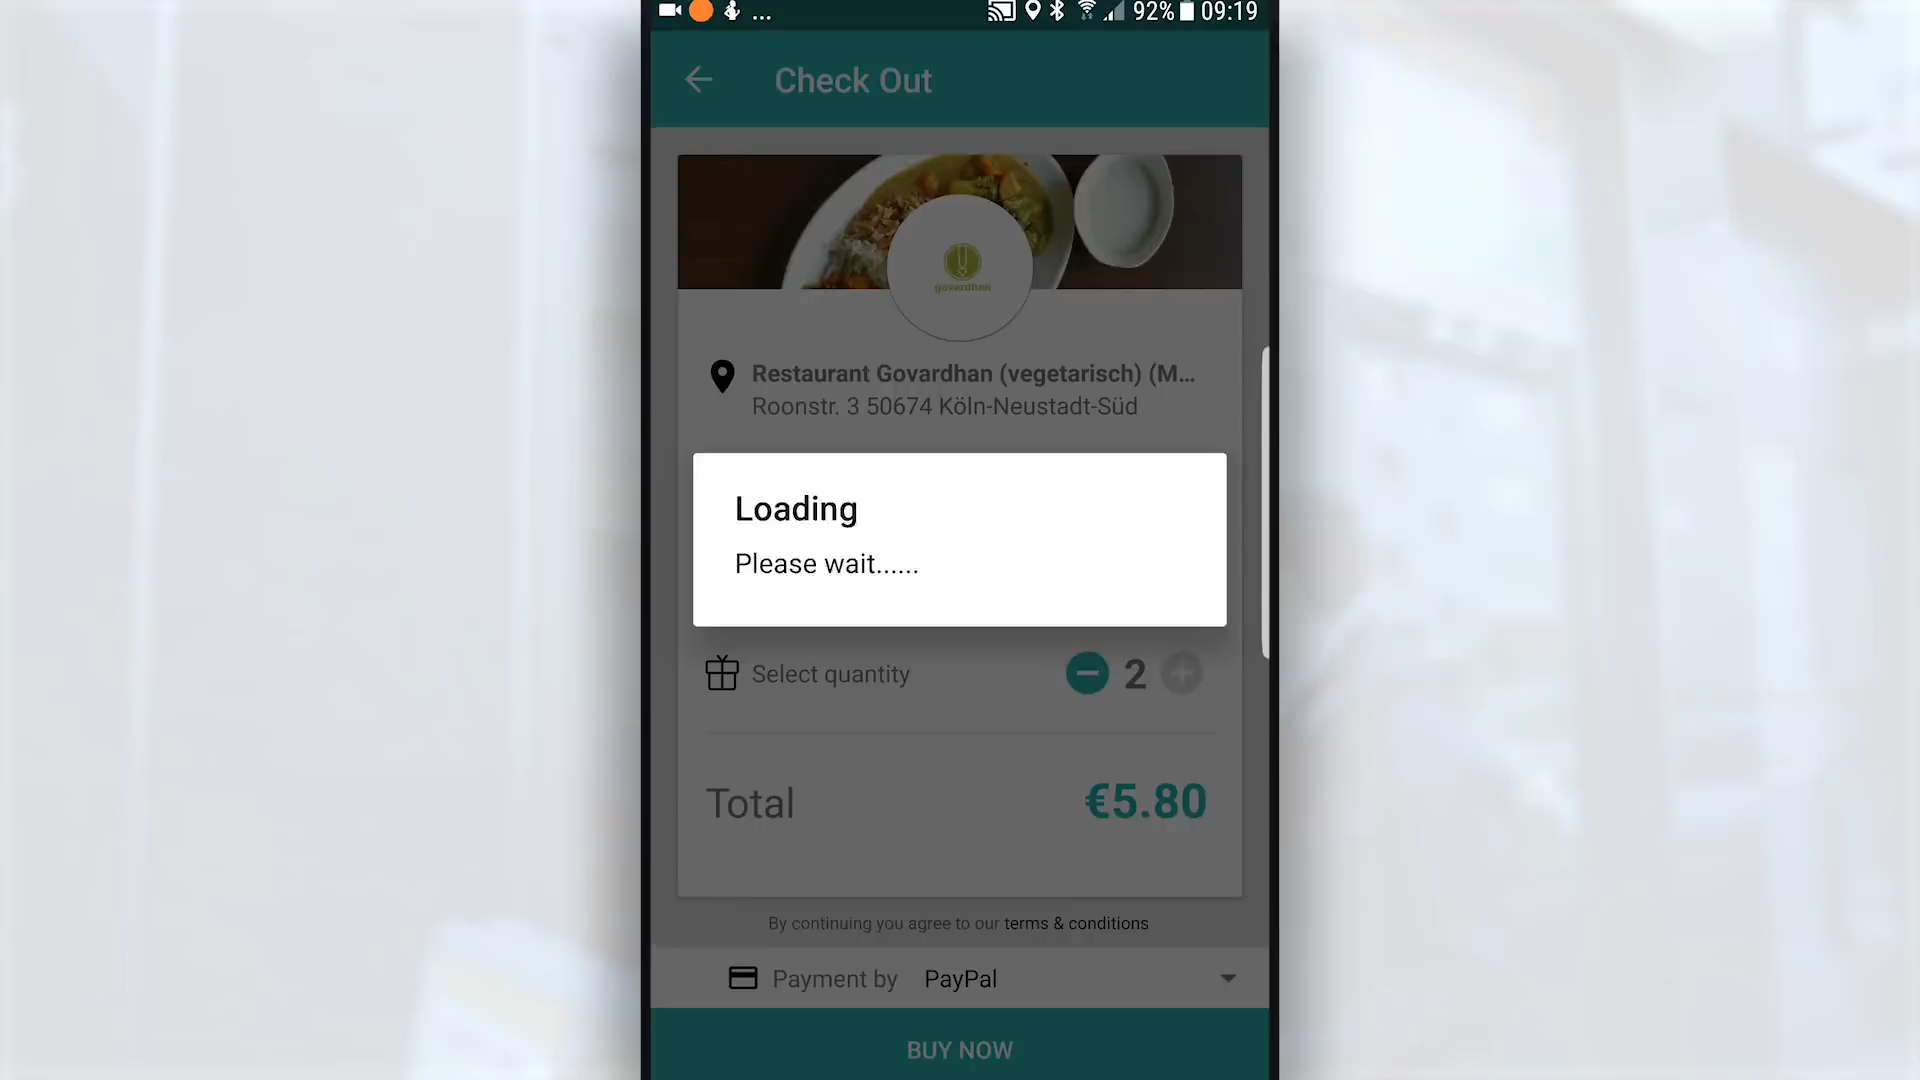 ... 92% 09:19
Check Out
govardhan
Restaurant Govardhan (vegetarisch) (M...
Roonstr. 3 50674 Köln-Neustadt-Süd
Loading
Please wait......
Select quantity 2
Total €5.80
By continuing you agree to our terms & conditions
Payment by PayPal
BUY NOW